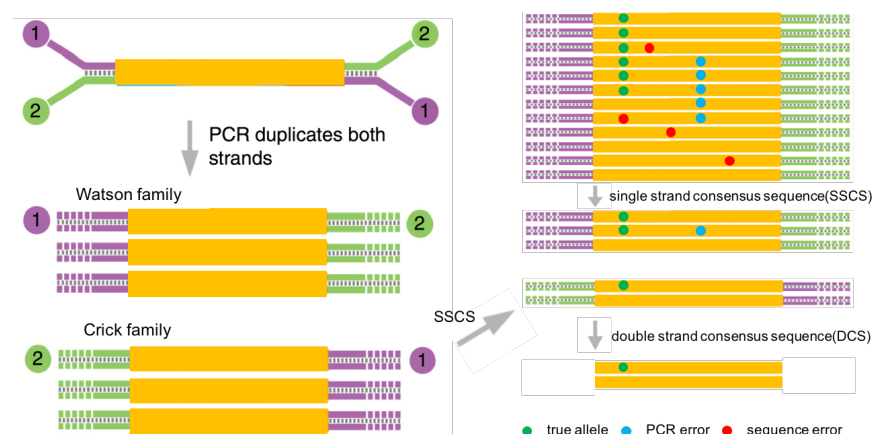 1
2
2
1
PCR duplicates both
strands
Watson family
1
2
Crick family
2
1
SSCS
single strand consensus sequence(SSCS)
double strand consensus sequence(DCS)
true allele
PCR error
sequence error